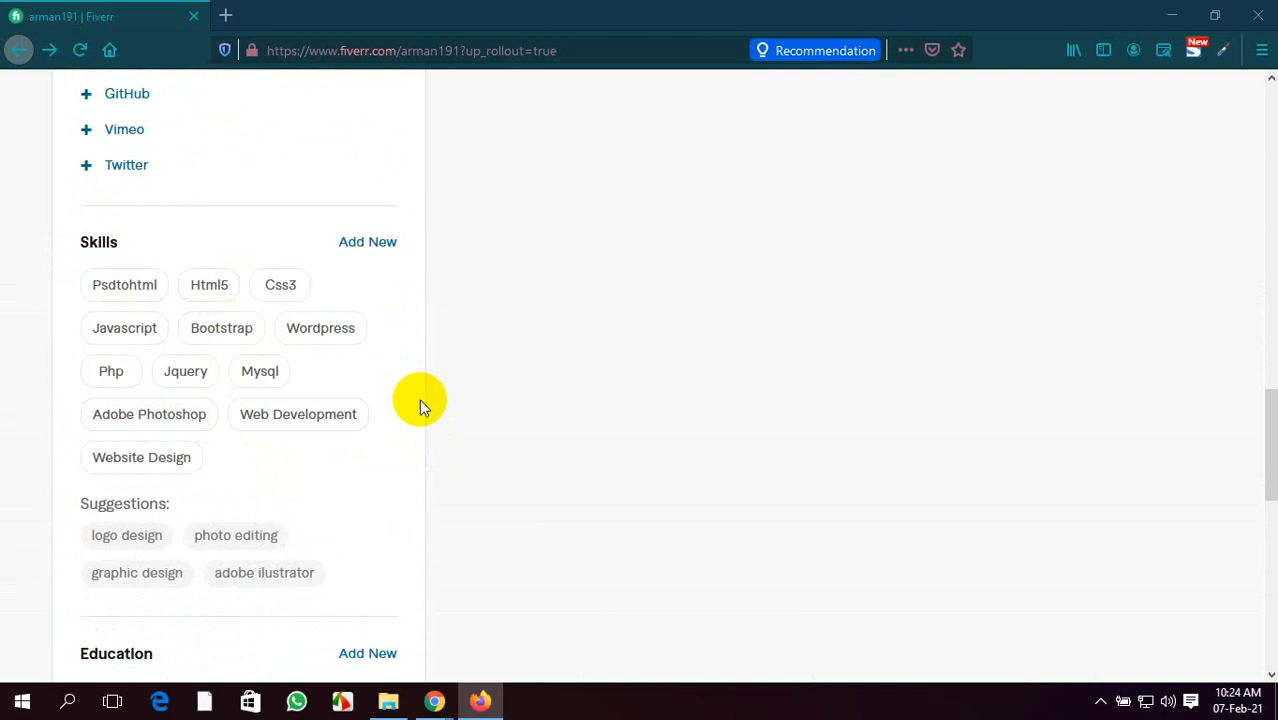 arman191 | Fiverr
https://www.fiverr.com/arman191?up_rollout=true
Recommendation
New
GitHub
Vimeo
Twitter
Skills
Add New
Psdtohtml
Html5
Css3
Javascript
Bootstrap
Wordpress
Php
Jquery
Mysql
Adobe Photoshop
Web Development
Website Design
Suggestions:
logo design
photo editing
graphic design
adobe ilustrator
Education
Add New
10:24 AM
07-Feb-21